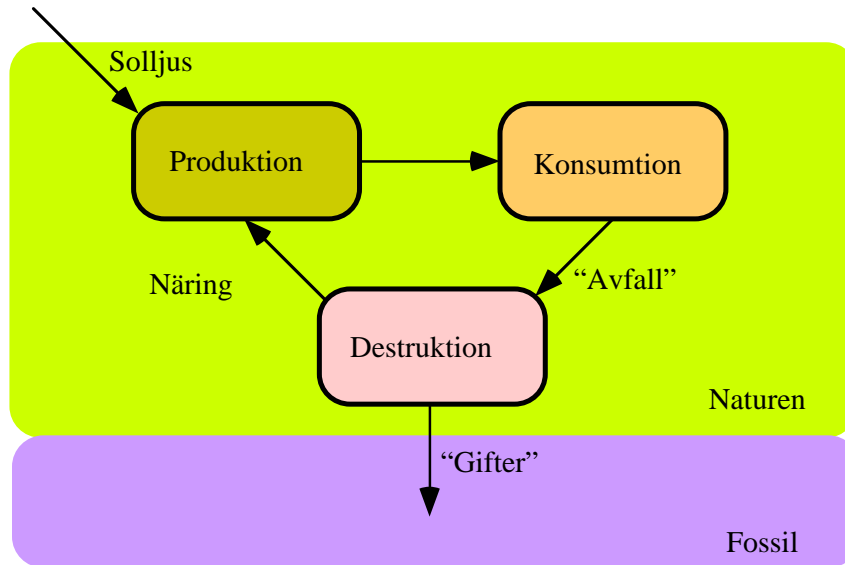 Solljus
Produktion
Konsumtion
Näring
“Avfall”
Destruktion
Naturen
“Gifter”
Fossil